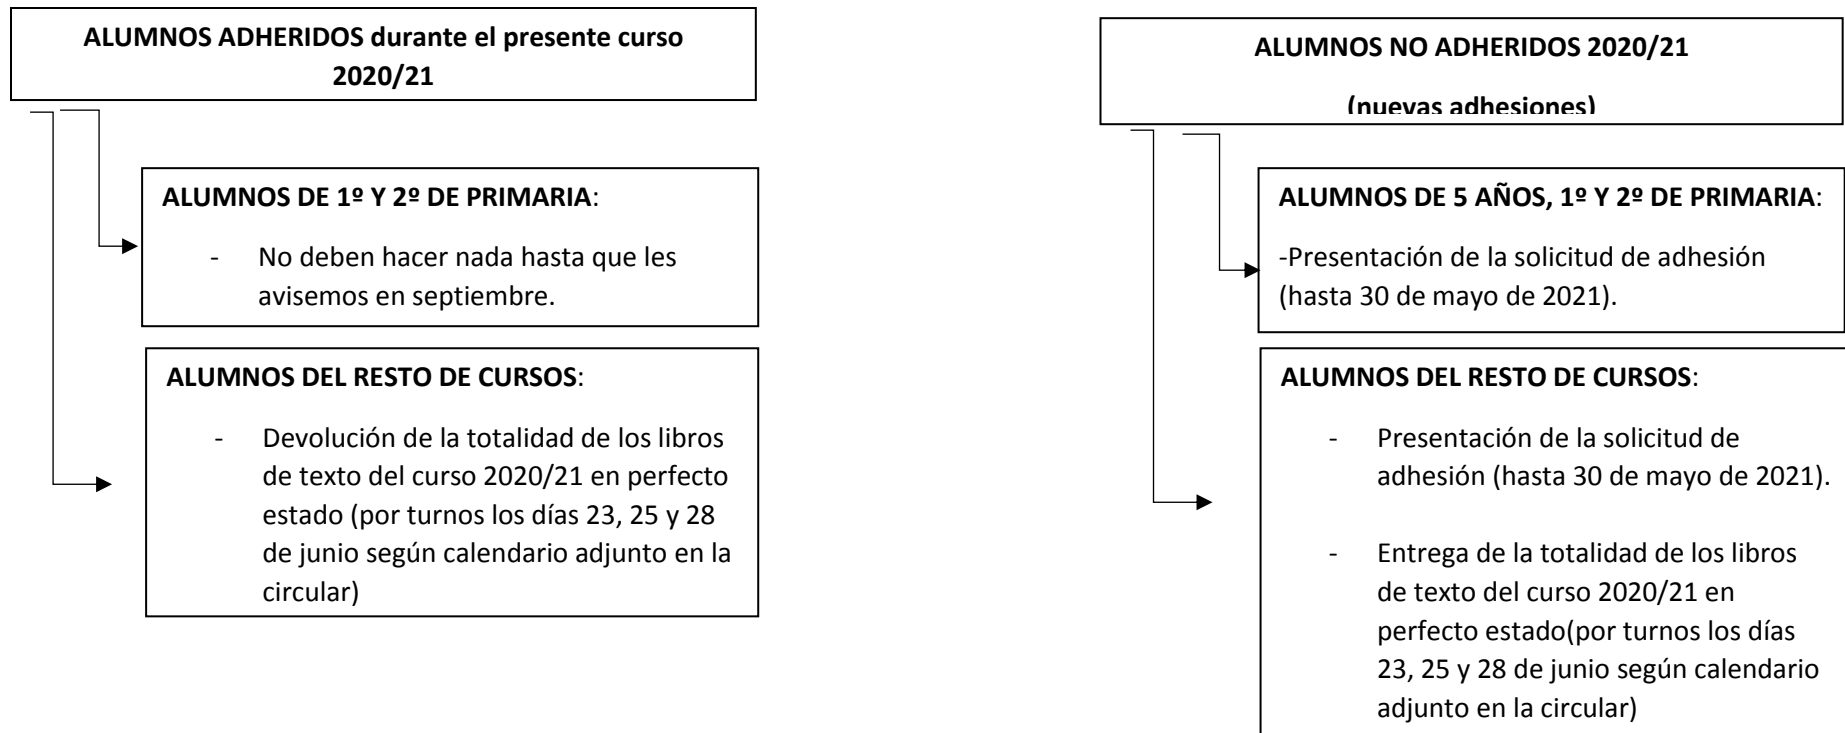 ALUMNOS ADHERIDOS durante el presente curso
2020/21
ALUMNOS DE 1º Y 2º DE PRIMARIA:
- No deben hacer nada hasta que les
avisemos en septiembre.
ALUMNOS DEL RESTO DE CURSOS:
- Devolución de la totalidad de los libros
de texto del curso 2020/21 en perfecto
estado (por turnos los días 23, 25 y 28
de junio según calendario adjunto en la
circular)
ALUMNOS NO ADHERIDOS 2020/21
(nuevas adhesiones)
ALUMNOS DE 5 AÑOS, 1º Y 2º DE PRIMARIA:
-Presentación de la solicitud de adhesión
(hasta 30 de mayo de 2021).
ALUMNOS DEL RESTO DE CURSOS:
- Presentación de la solicitud de
adhesión (hasta 30 de mayo de 2021).
- Entrega de la totalidad de los libros
de texto del curso 2020/21 en
perfecto estado(por turnos los días
23, 25 y 28 de junio según calendario
adjunto en la circular)